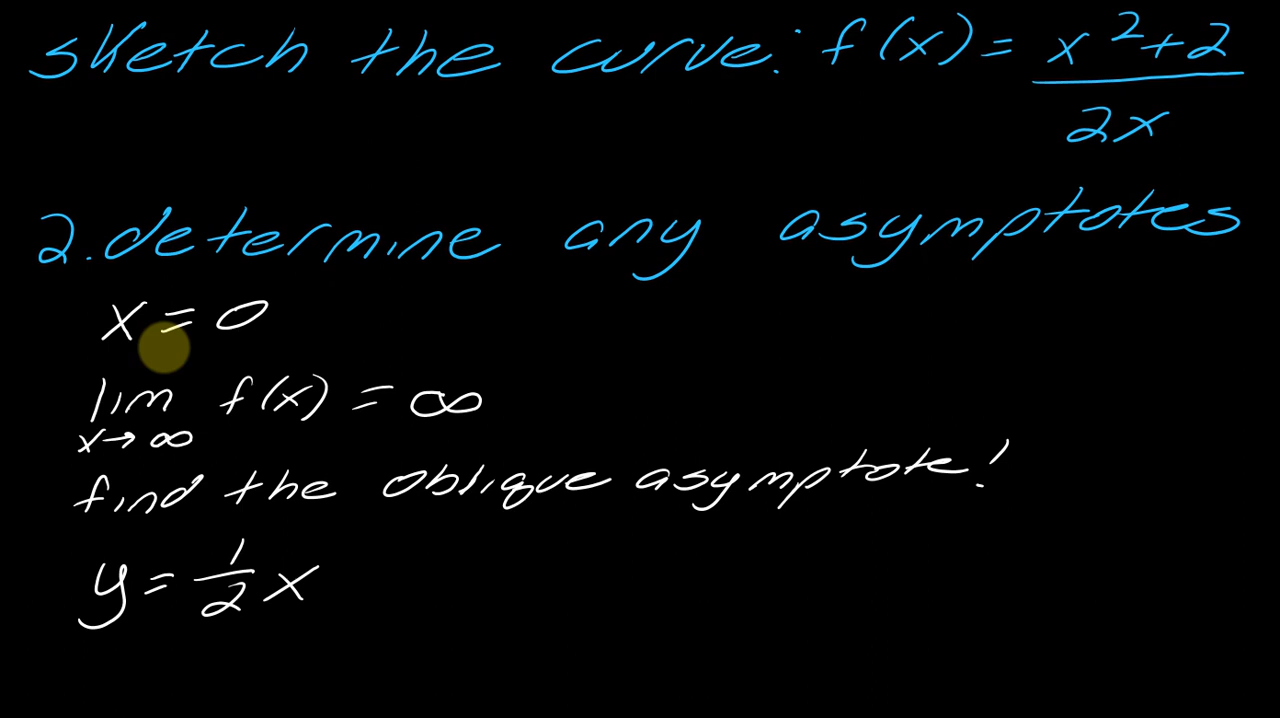 sketch the curve: f(x) = x²+2 / 2x
2. determine any asymptotes
x = 0
lim x→∞ f(x) = ∞
find the oblique asymptote!
y = 1/2 x